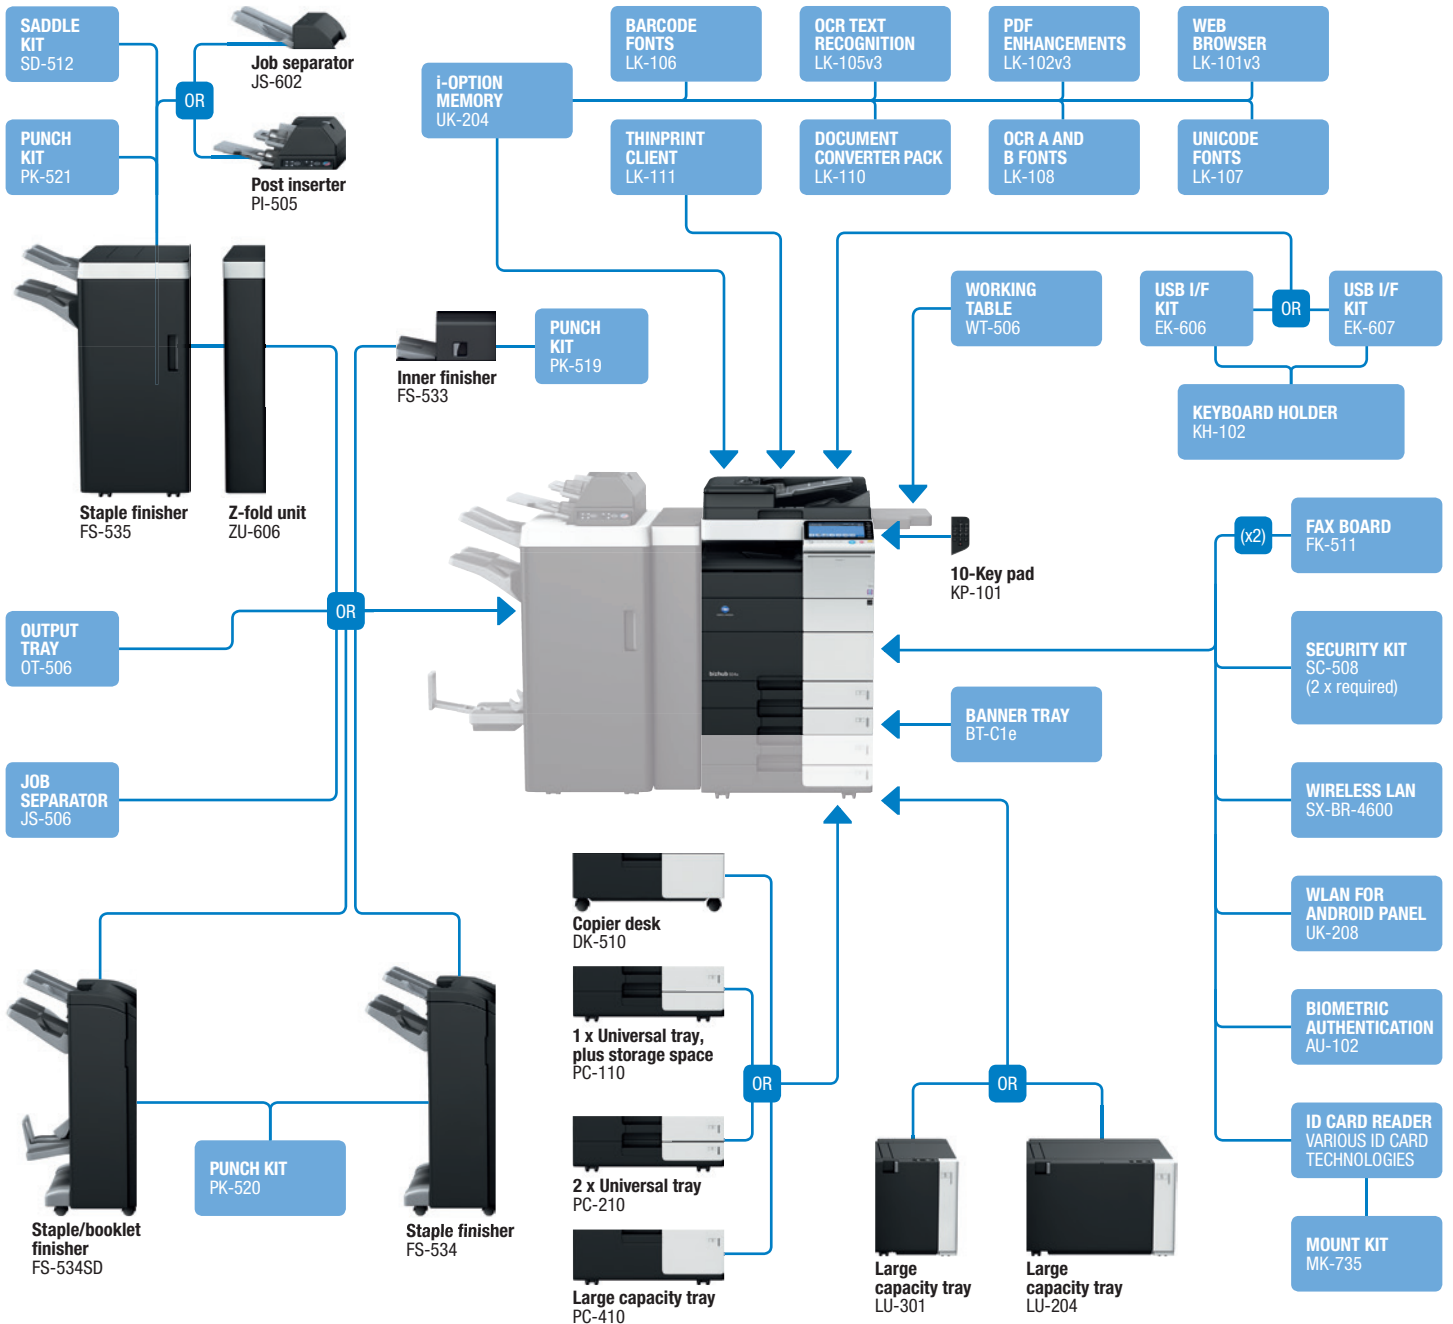 SADDLE
KIT
SD-512
Job separator
JS-602
OR
PUNCH
KIT
PK-521
Post inserter
PI-505
i-OPTION
MEMORY
UK-204
BARCODE
FONTS
LK-106
OCR TEXT
RECOGNITION
LK-105v3
PDF
ENHANCEMENTS
LK-102v3
WEB
BROWSER
LK-101v3
THINPRINT
CLIENT
LK-111
DOCUMENT
CONVERTER PACK
LK-110
OCR A AND
B FONTS
LK-108
UNICODE
FONTS
LK-107
WORKING
TABLE
WT-506
USB I/F
KIT
EK-606
OR
USB I/F
KIT
EK-607
KEYBOARD HOLDER
KH-102
Inner finisher
FS-533
PUNCH
KIT
PK-519
Staple finisher
FS-535
Z-fold unit
ZU-606
10-Key pad
KP-101
(x2)
FAX BOARD
FK-511
OUTPUT
TRAY
OT-506
OR
SECURITY KIT
SC-508
(2 x required)
bizhub
BANNER TRAY
BT-C1e
JOB
SEPARATOR
JS-506
WIRELESS LAN
SX-BR-4600
Copier desk
DK-510
WLAN FOR
ANDROID PANEL
UK-208
1 x Universal tray,
plus storage space
PC-110
BIOMETRIC
AUTHENTICATION
AU-102
OR
OR
ID CARD READER
VARIOUS ID CARD
TECHNOLOGIES
PUNCH KIT
PK-520
2 x Universal tray
PC-210
Staple/booklet
finisher
FS-534SD
Staple finisher
FS-534
MOUNT KIT
MK-735
Large capacity tray
PC-410
Large
capacity tray
LU-301
Large
capacity tray
LU-204